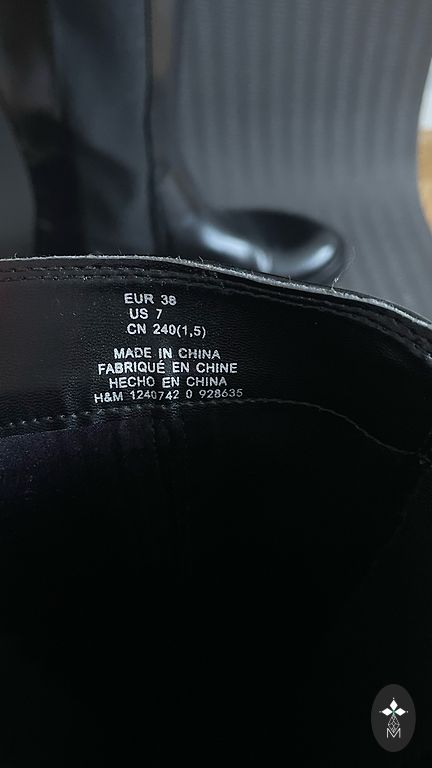 EUR 38
US 7
CN 240(1,5)
MADE IN CHINA
FABRIQUÉ EN CHINE
HECHO EN CHINA
H&M 1240742 0 928635
M